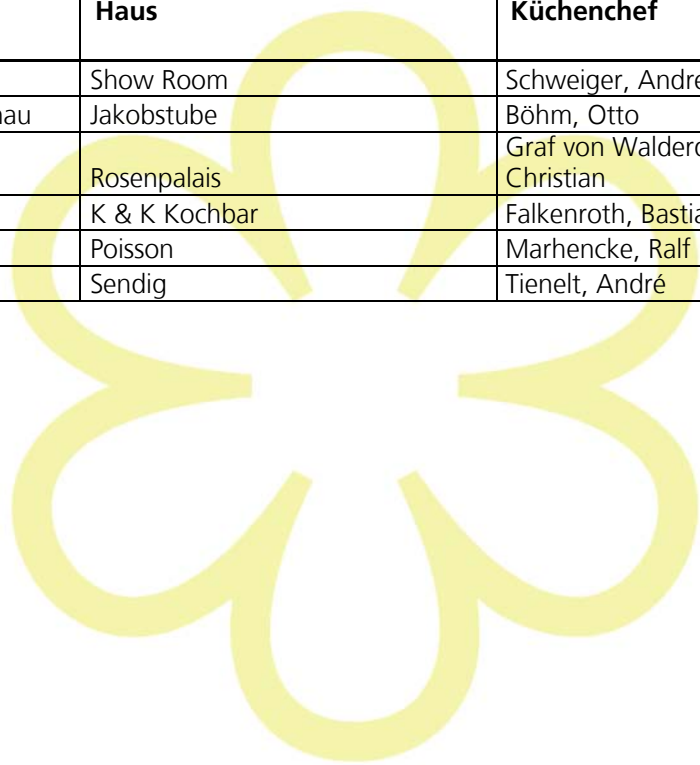 Haus Küchenchef
Show Room
nau Jakobstube Böhm, Otto
Graf von
Rosenpalais Christian
K & K Kochbar Falkenroth,
Poisson Marhencke, Ralf
Sendig Tienelt, André